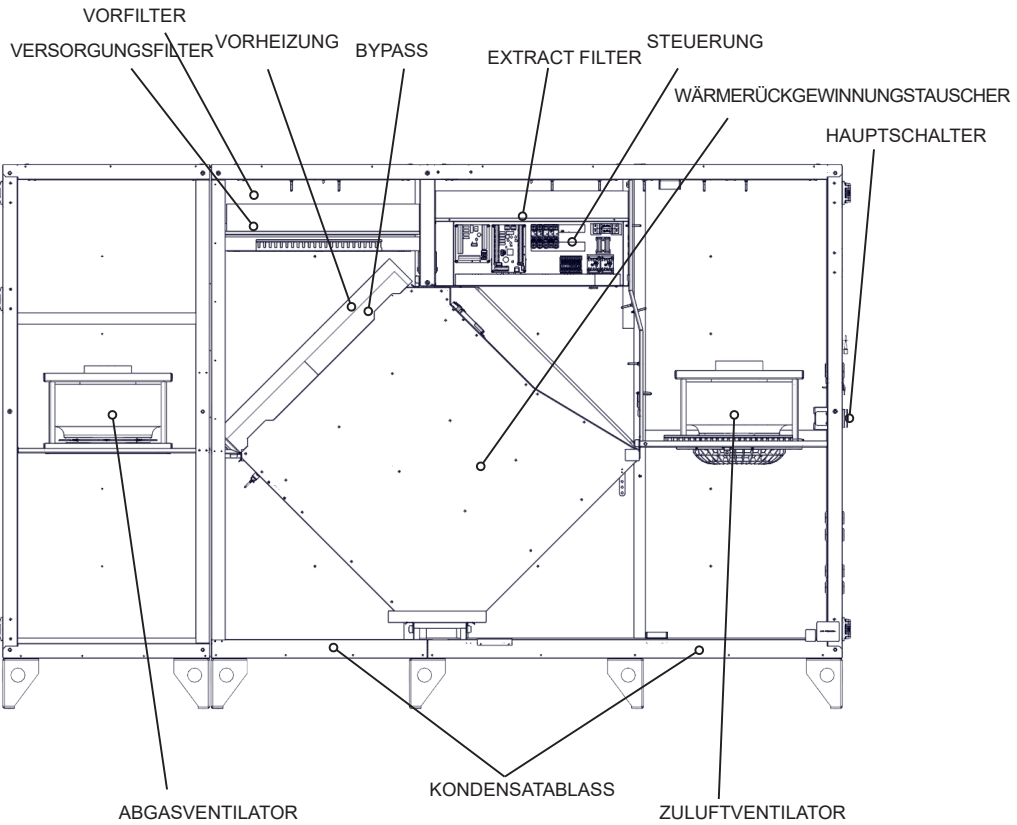 VORFILTER
VERSORGUNGSFILTER
VORHEIZUNG
BYPASS
EXTRACT FILTER
STEUERUNG
WÄRMERÜCKGEWINNUNGSTAUSCHER
HAUPTSCHALTER
KONDENSATABLASS
ABGASVENTILATOR
ZULUFTVENTILATOR